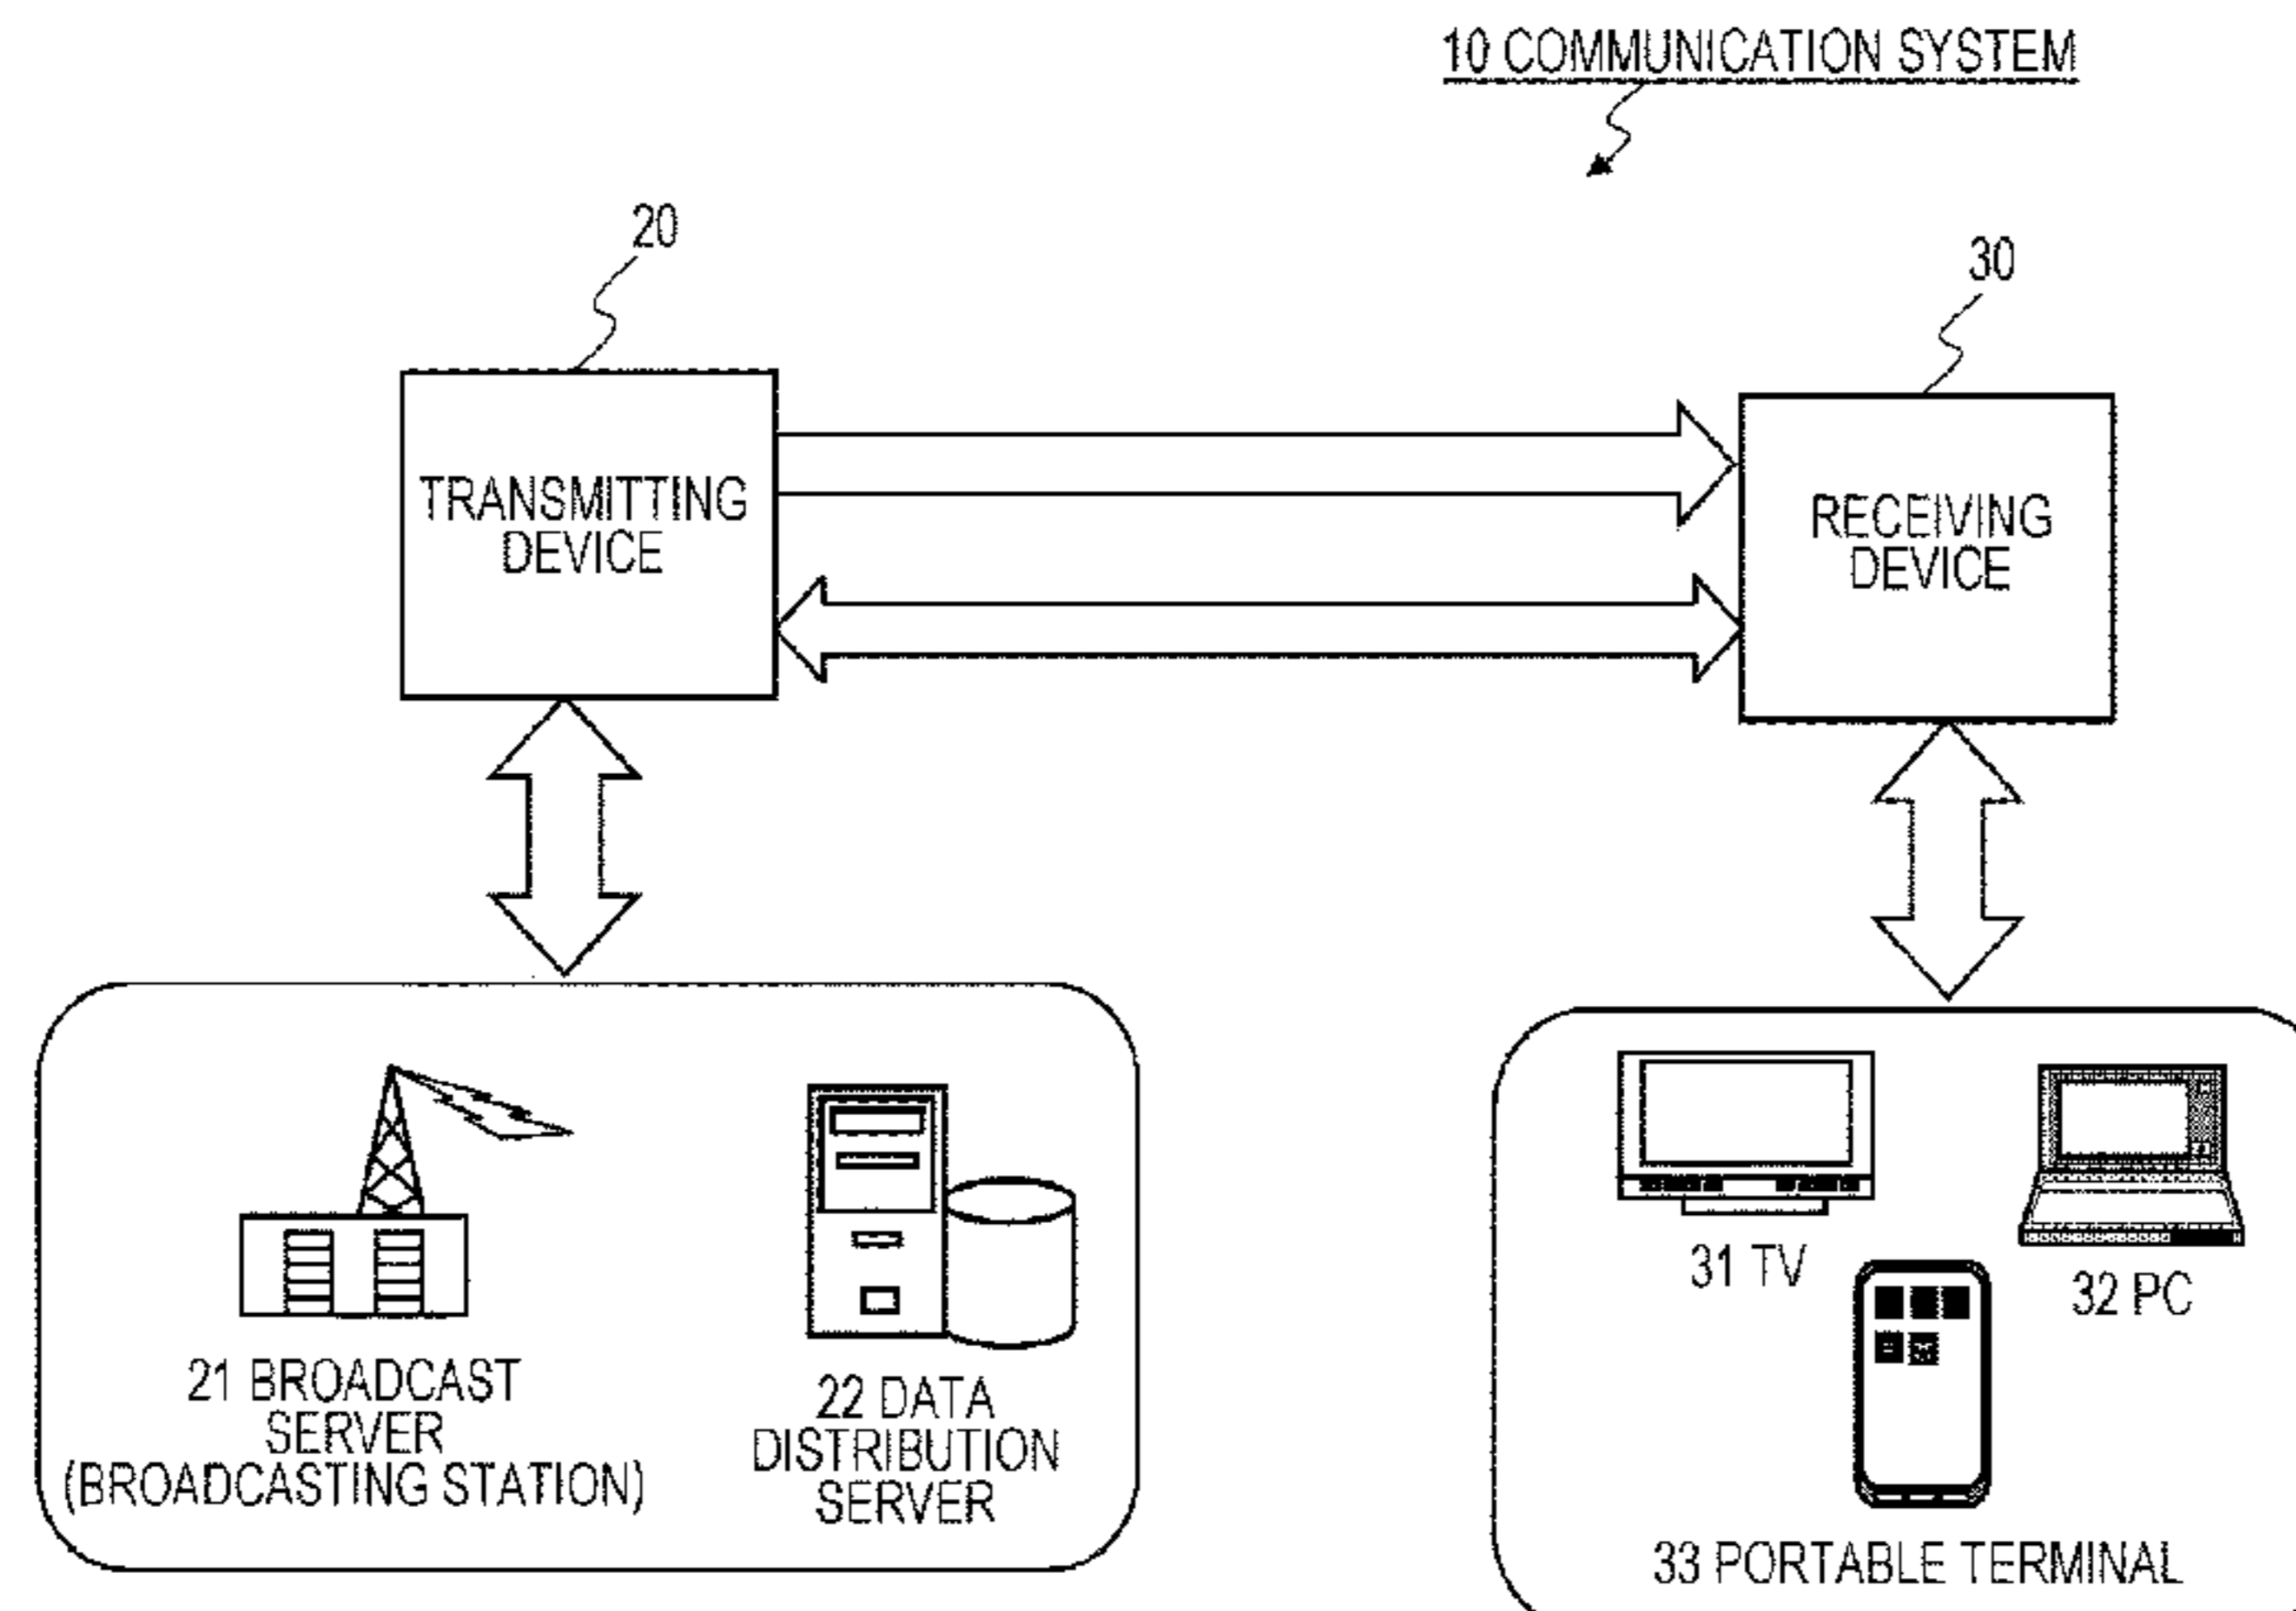 10 COMMUNICATION SYSTEM
20
30
TRANSMITTING
DEVICE
RECEIVING
DEVICE
21 BROADCAST
SERVER
(BROADCASTING STATION)
22 DATA
DISTRIBUTION
SERVER
31 TV
32 PC
33 PORTABLE TERMINAL